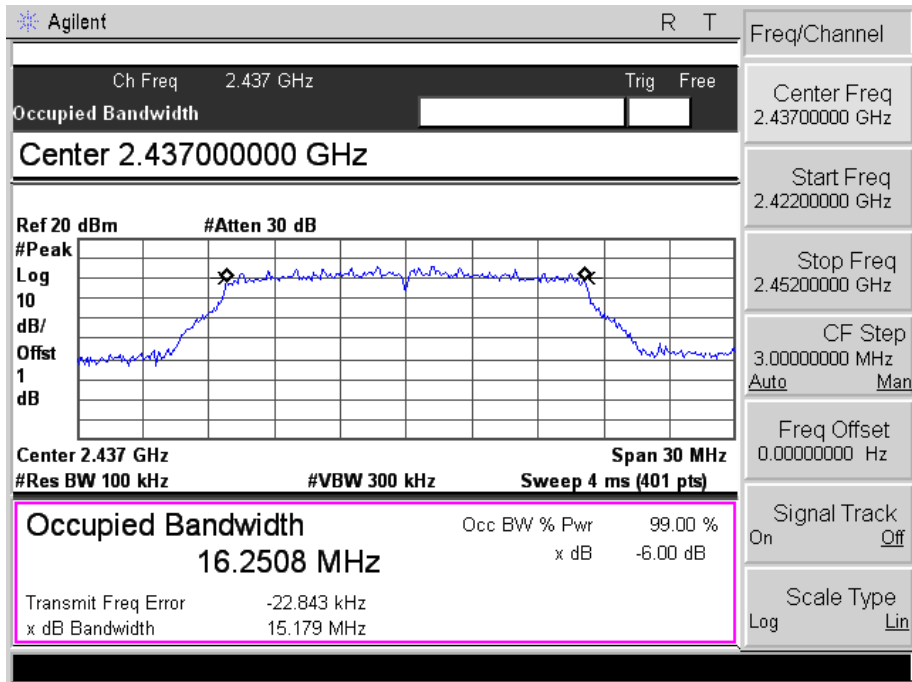 Agilent R T
Freq/Channel
Ch Freq 2.437 GHz Trig Free
Occupied Bandwidth
Center 2.437000000 GHz
Ref 20 dBm #Atten 30 dB
#Peak
Log
10
dB/
Offst
1
dB
Center 2.437 GHz Span 30 MHz
#Res BW 100 kHz #VBW 300 kHz Sweep 4 ms (401 pts)
Occupied Bandwidth Occ BW % Pwr 99.00 %
16.2508 MHz x dB -6.00 dB
Transmit Freq Error -22.843 kHz
x dB Bandwidth 15.179 MHz
Center Freq
2.43700000 GHz
Start Freq
2.42200000 GHz
Stop Freq
2.45200000 GHz
CF Step
3.00000000 MHz
Auto Man
Freq Offset
0.00000000 Hz
Signal Track
On Off
Scale Type
Log Lin